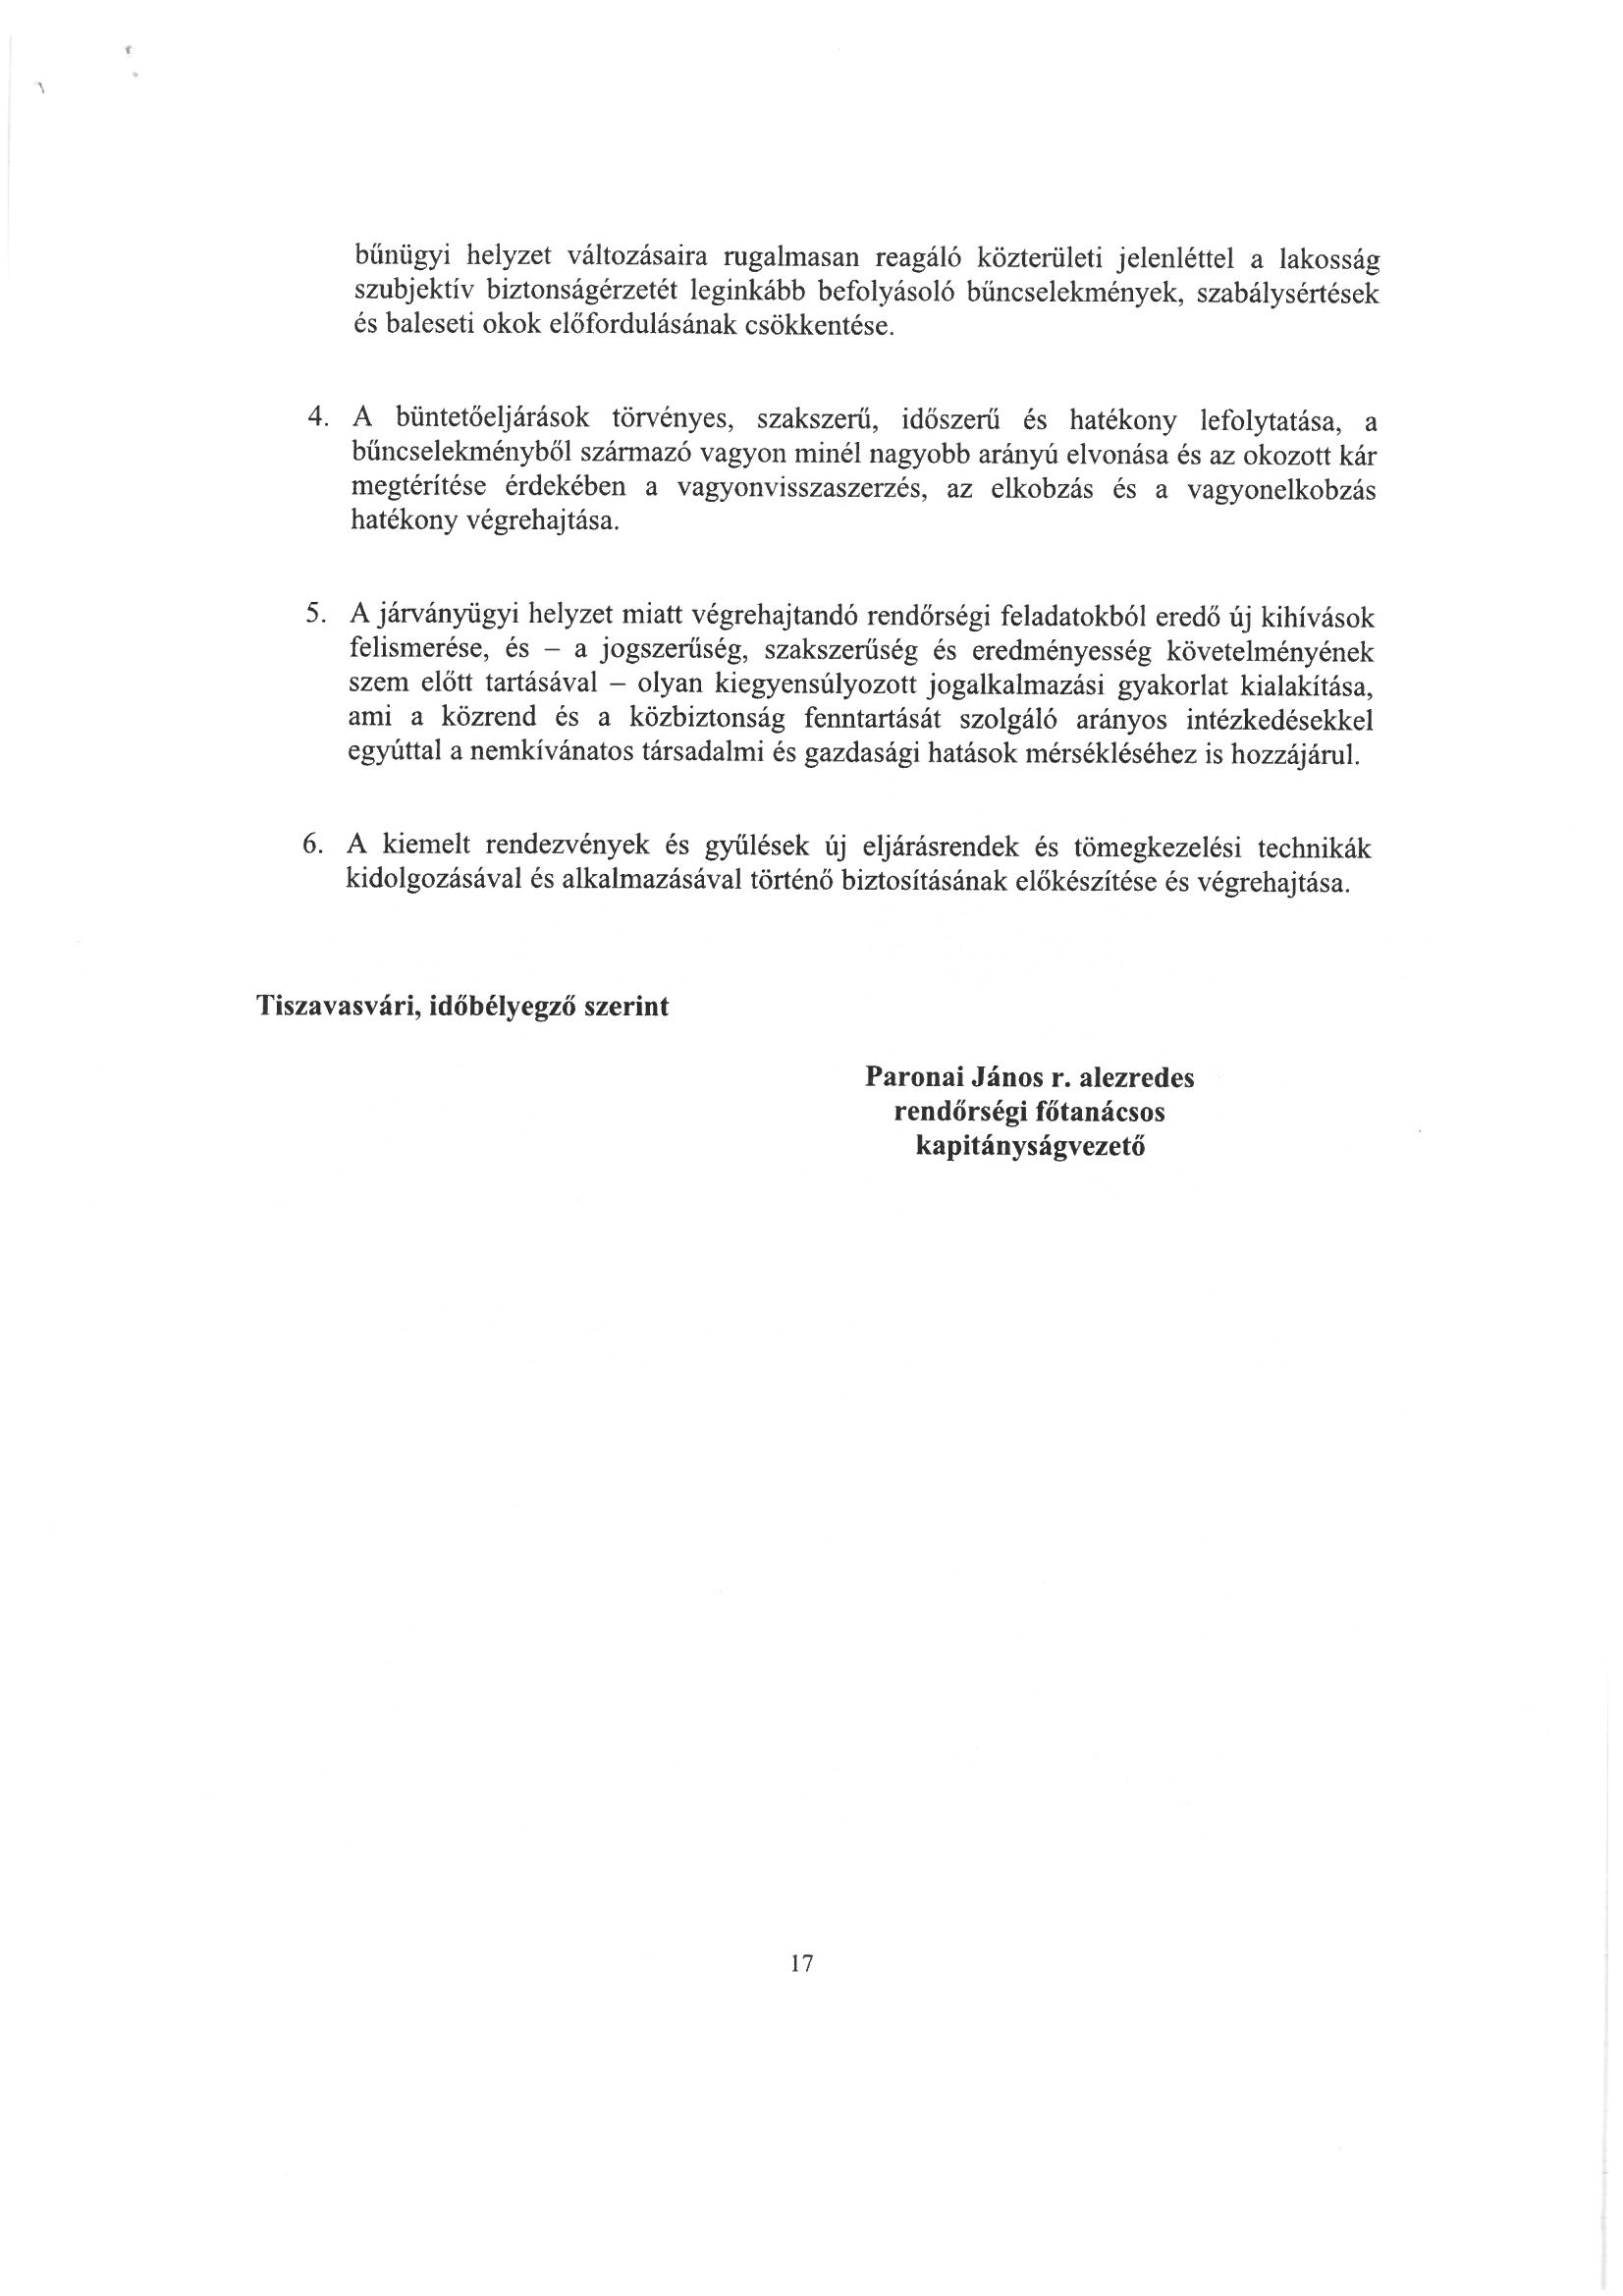 bűnügyi helyzet változásaira rugalmasan reagáló közterületi jelenléttel a lakosság
szubjektív biztonságérzetét leginkább befolyásoló bűncselekmények, szabálysértések
és baleseti okok előfordulásának csökkentése.
4. A büntetőeljárások törvényes, szakszerű, időszerű és hatékony lefolytatása, a
bűncselekményből származó vagyon minél nagyobb arányú elvonása és az okozott kár
megtérítése érdekében a vagyonvisszaszerzés, az elkobzás és a vagyonelkobzás
hatékony végrehajtása.
5. A járványügyi helyzet miatt végrehajtandó rendőrségi feladatokból eredő új kihívások
felismerése, és – a jogszerűség, szakszerűség és eredményesség követelményének
szem előtt tartásával – olyan kiegyensúlyozott jogalkalmazási gyakorlat kialakítása,
ami a közrend és a közbiztonság fenntartását szolgáló arányos intézkedésekkel
egyúttal a nemkívánatos társadalmi és gazdasági hatások mérsékléséhez is hozzájárul.
6. A kiemelt rendezvények és gyűlések új eljárásrendek és tömegkezelési technikák
kidolgozásával és alkalmazásával történő biztosításának előkészítése és végrehajtása.
Tiszavasvári, időbélyegző szerint
Paronai János r. alezredes
rendőrségi főtanácsos
kapitányságvezető
17